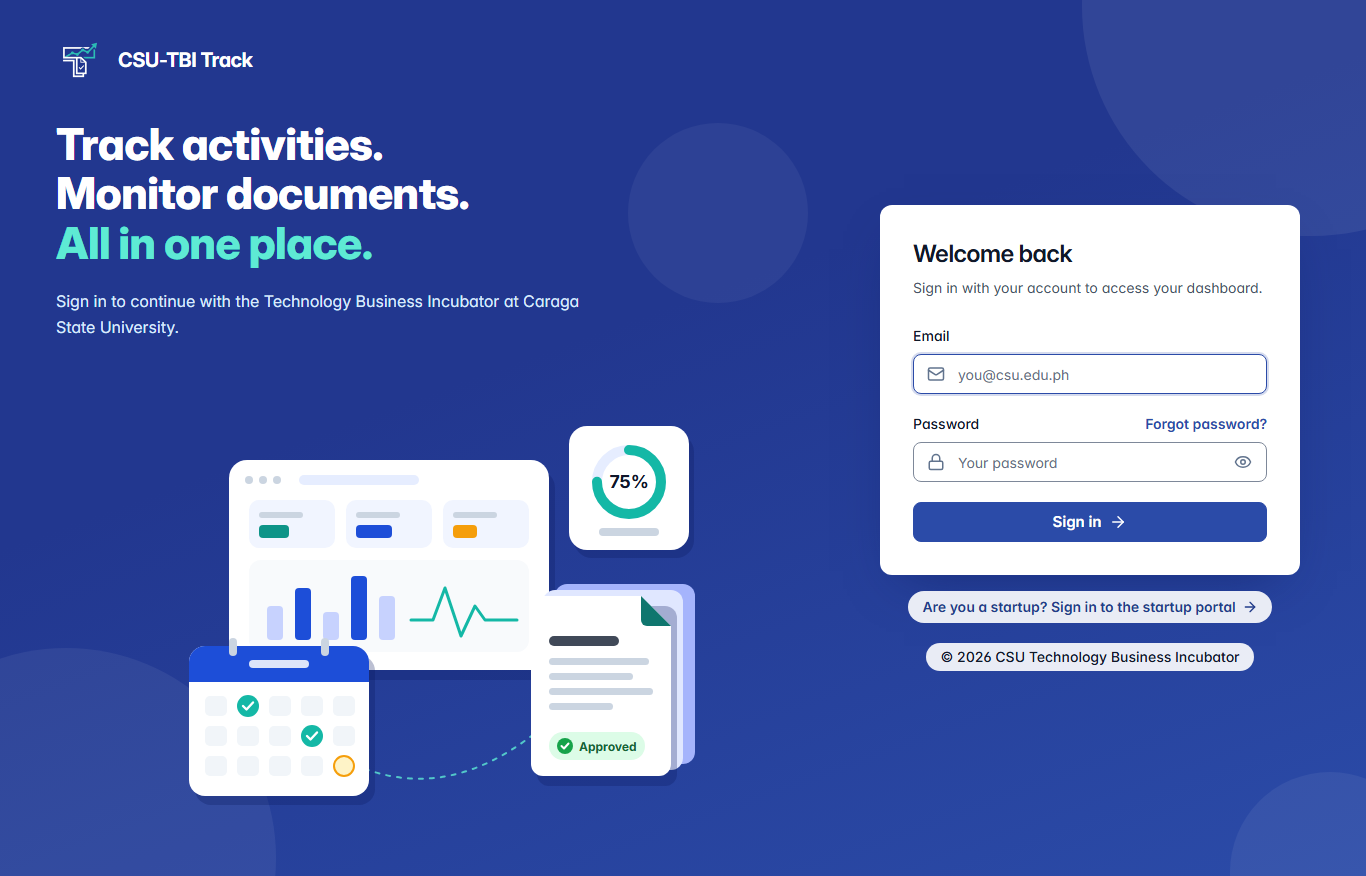 CSU-TBI Track
Track activities.
Monitor documents.
All in one place.
Sign in to continue with the Technology Business Incubator at Caraga
State University.
75%
Approved
Welcome back
Sign in with your account to access your dashboard.
Email
you@csu.edu.ph
Password
Forgot password?
Your password
Sign in →
Are you a startup? Sign in to the startup portal →
© 2026 CSU Technology Business Incubator